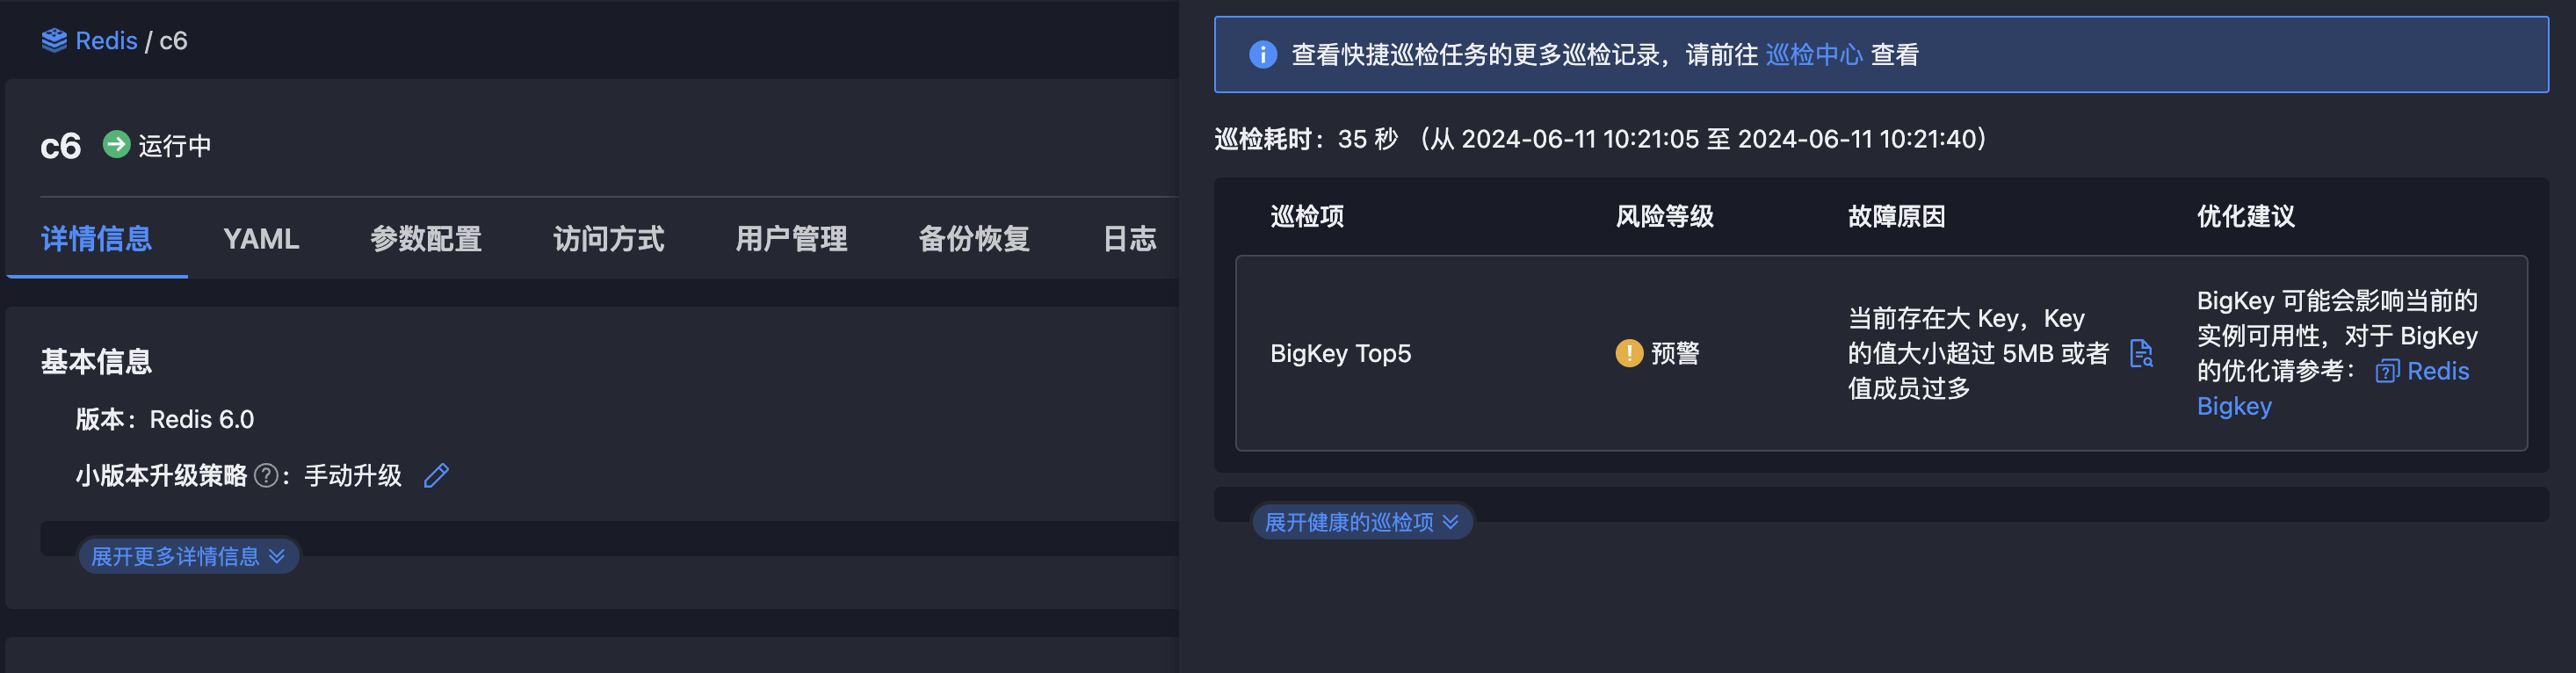 Redis / c6
c6 运行中
详情信息 YAML 参数配置 访问方式 用户管理 备份恢复 日志
基本信息
版本：Redis 6.0
小版本升级策略 ? ：手动升级
展开更多详情信息
查看快捷巡检任务的更多巡检记录，请前往 巡检中心 查看
巡检耗时：35 秒 （从 2024-06-11 10:21:05 至 2024-06-11 10:21:40）
巡检项 风险等级 故障原因 优化建议
BigKey Top5
预警
当前存在大 Key，Key
的值大小超过 5MB 或者
值成员过多
BigKey 可能会影响当前的
实例可用性，对于 BigKey
的优化请参考： Redis
Bigkey
展开健康的巡检项